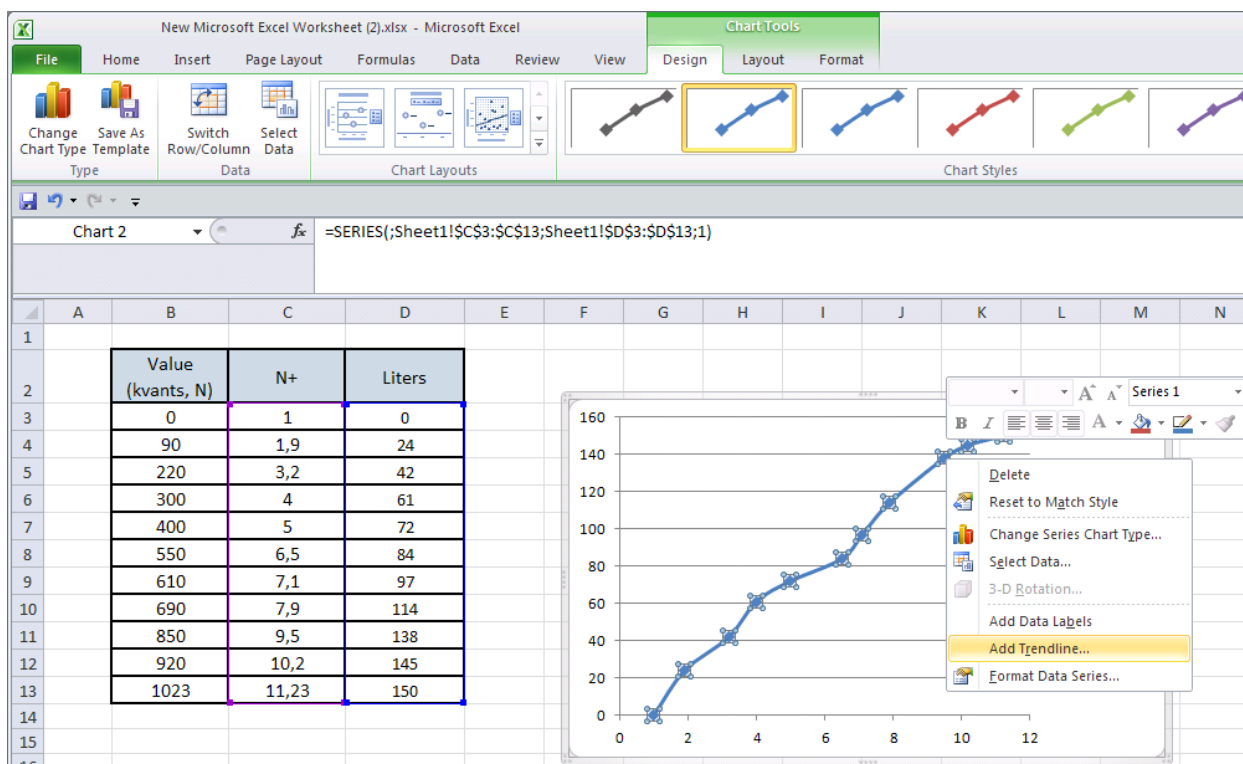 New Microsoft Excel Worksheet (2).xlsx - Microsoft Excel
Chart Tools
File Home Insert Page Layout Formulas Data Review View Design Layout Format
Change Chart Type
Save As Template
Switch Row/Column
Select Data
Type Data Chart Layouts Chart Styles
Chart 2 fx =SERIES(;Sheet1!$C$3:$C$13;Sheet1!$D$3:$D$13;1)
A B C D E F G H I J K L M N
1
2 Value (kvants, N) N+ Liters
3 0 1 0
4 90 1,9 24
5 220 3,2 42
6 300 4 61
7 400 5 72
8 550 6,5 84
9 610 7,1 97
10 690 7,9 114
11 850 9,5 138
12 920 10,2 145
13 1023 11,23 150
14
15
160
140
120
100
80
60
40
20
0
0 2 4 6 8 10 12
A A Series 1
B I A
Delete
Reset to Match Style
Change Series Chart Type...
Select Data...
3-D Rotation...
Add Data Labels
Add Trendline...
Format Data Series...